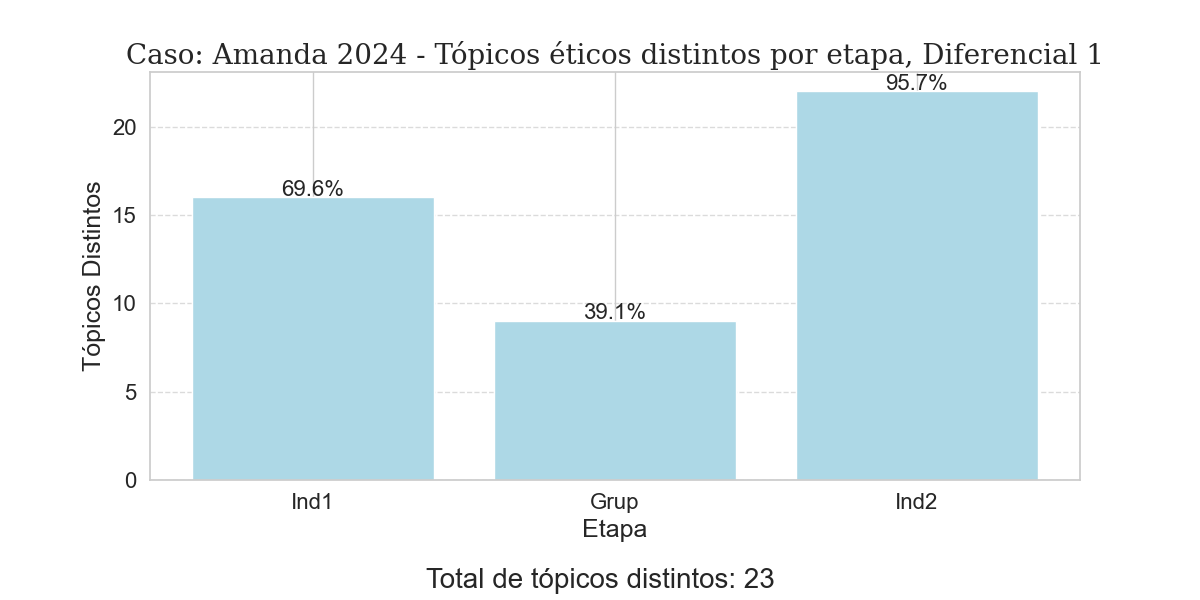 Caso: Amanda 2024 - Tópicos éticos distintos por etapa, Diferencial 1
95.7%
20
69.6%
15
10
39.1%
5
0
Tópicos Distintos
Ind1
Grup
Ind2
Etapa
Total de tópicos distintos: 23